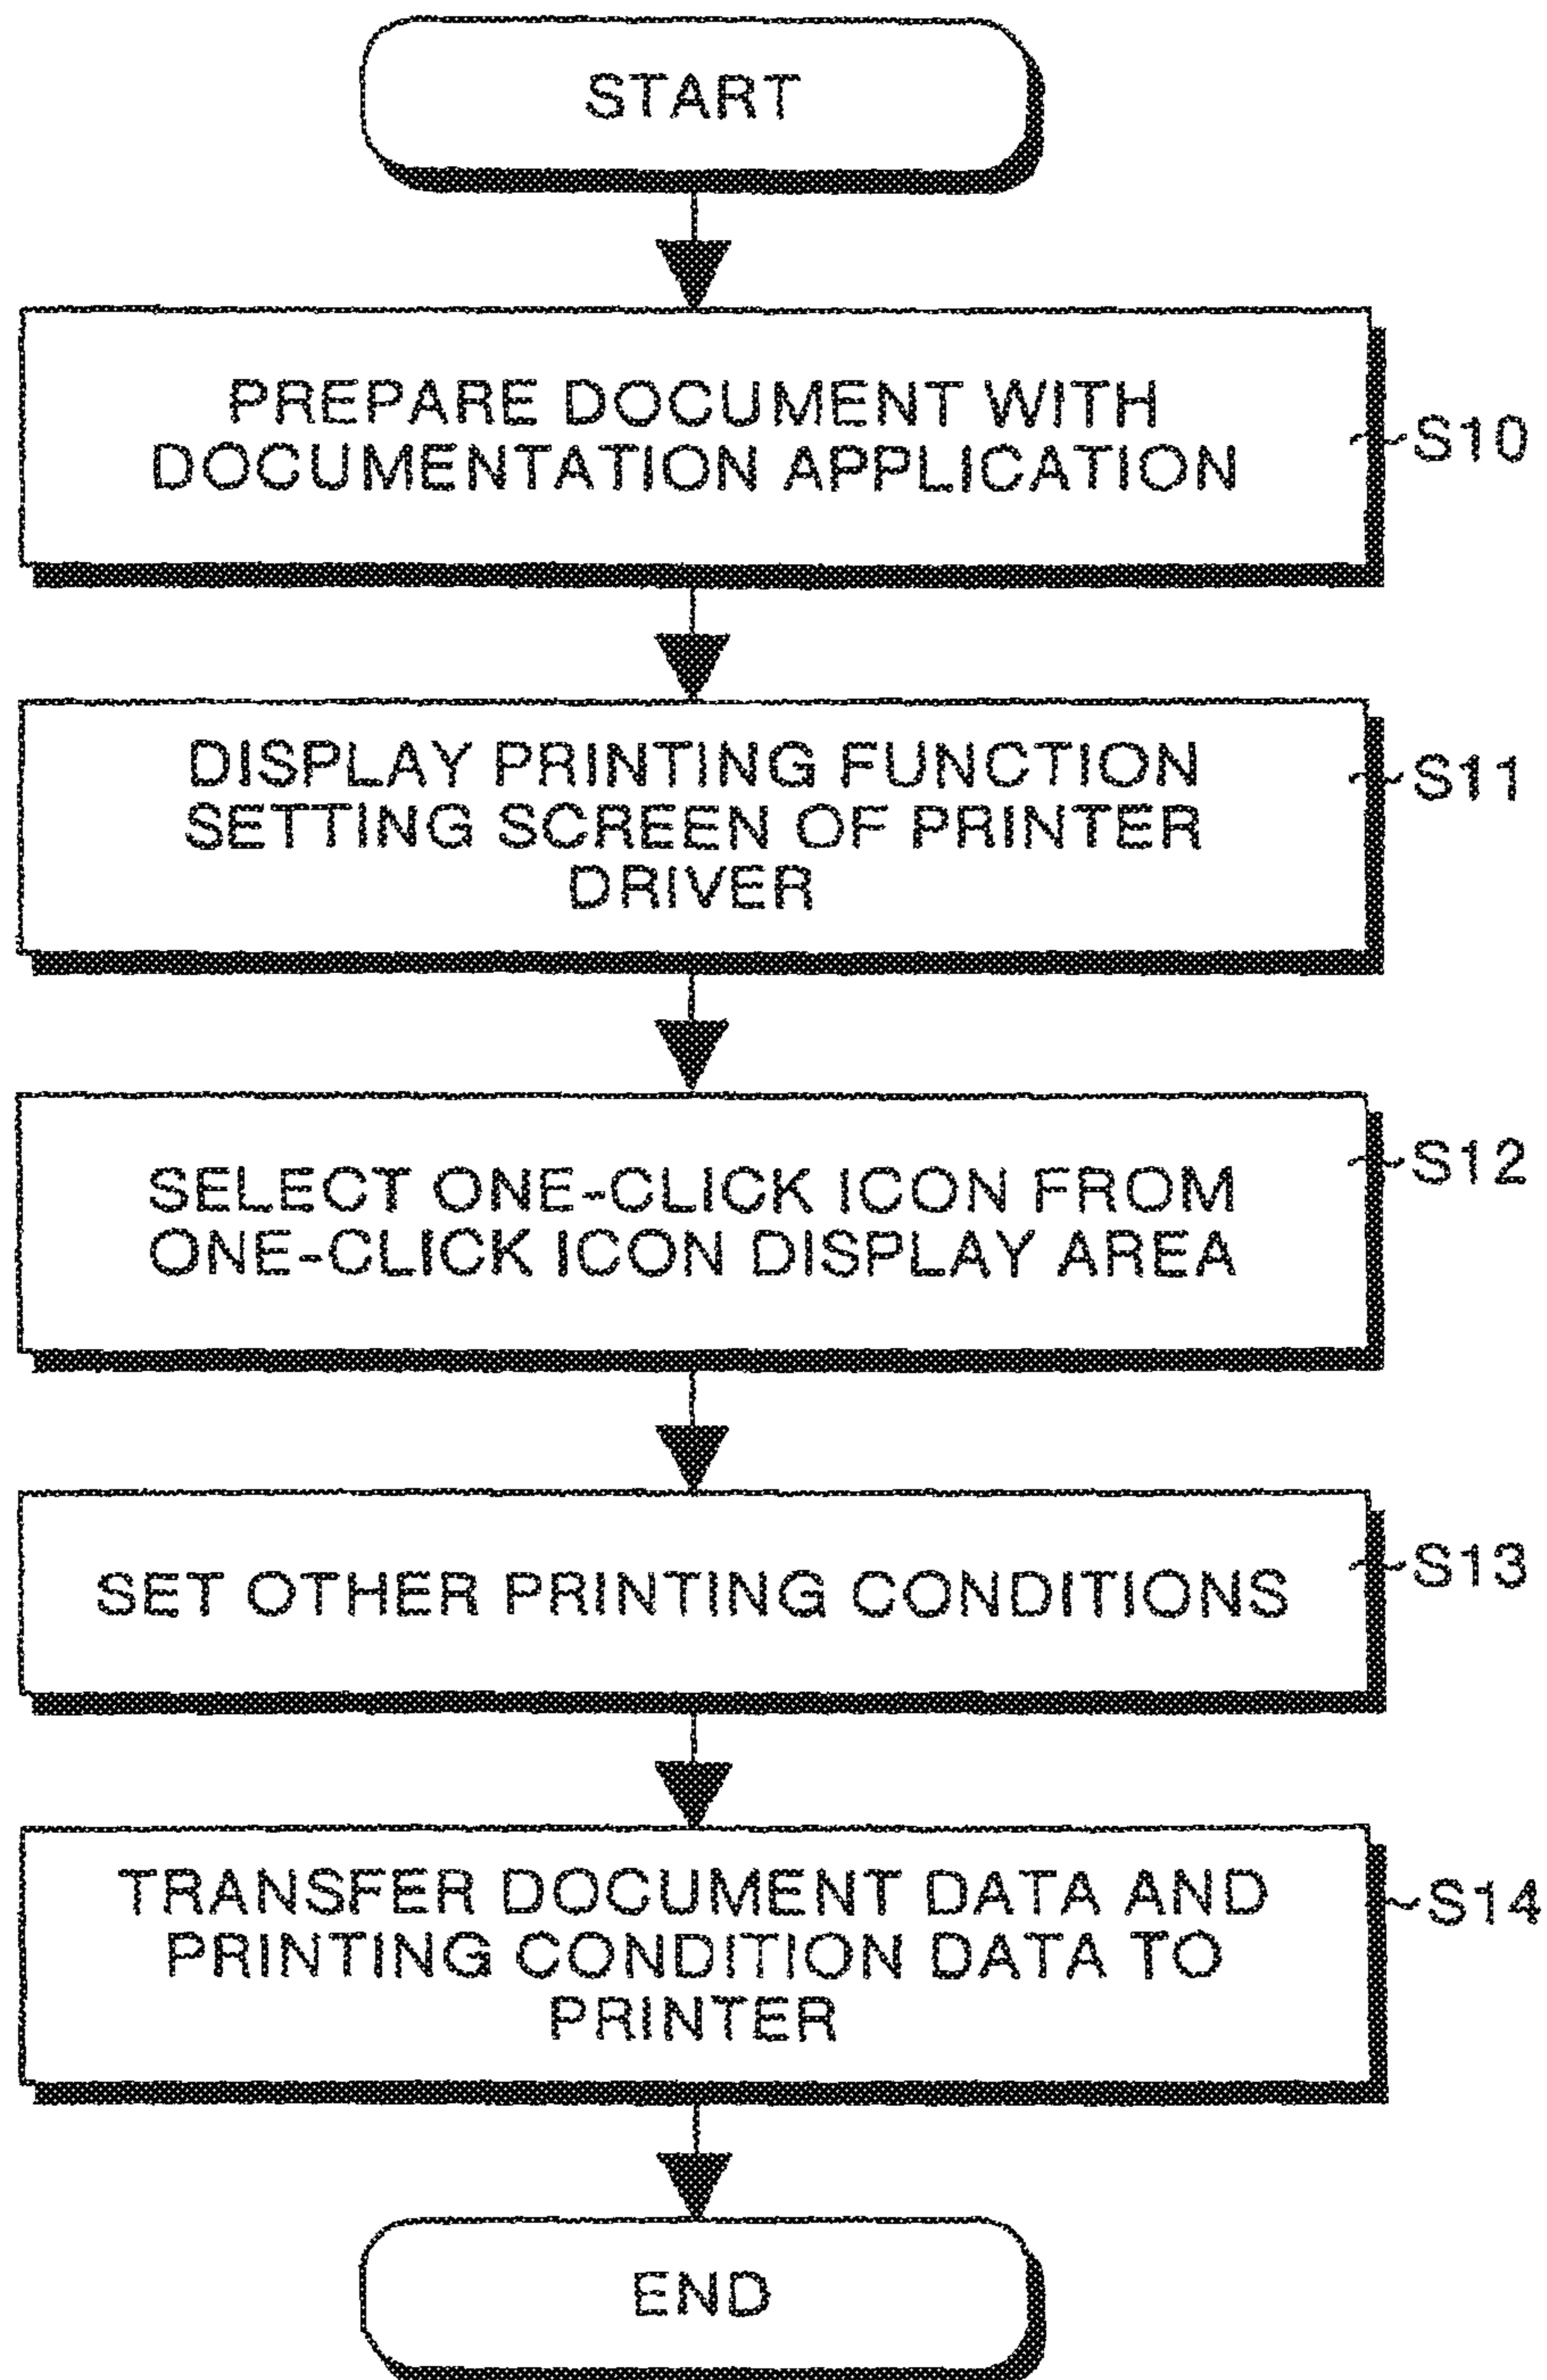 START
PREPARE DOCUMENT WITH
DOCUMENTATION APPLICATION
S10
DISPLAY PRINTING FUNCTION
SETTING SCREEN OF PRINTER
DRIVER
S11
SELECT ONE-CLICK ICON FROM
ONE-CLICK ICON DISPLAY AREA
S12
SET OTHER PRINTING CONDITIONS
S13
TRANSFER DOCUMENT DATA AND
PRINTING CONDITION DATA TO
PRINTER
S14
END